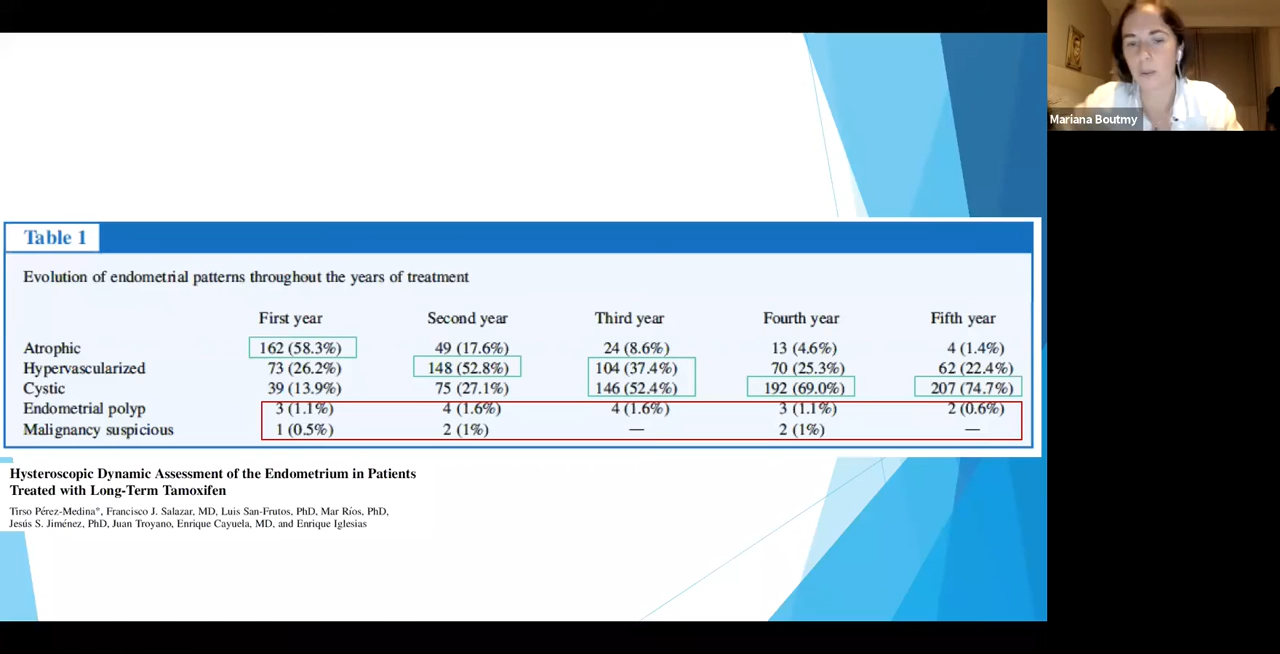 Mariana Boutmy
Table 1
Evolution of endometrial patterns throughout the years of treatment
First year Second year Third year Fourth year Fifth year
Atrophic 162 (58.3%) 49 (17.6%) 24 (8.6%) 13 (4.6%) 4 (1.4%)
Hypervascularized 73 (26.2%) 148 (52.8%) 104 (37.4%) 70 (25.3%) 62 (22.4%)
Cystic 39 (13.9%) 75 (27.1%) 146 (52.4%) 192 (69.0%) 207 (74.7%)
Endometrial polyp 3 (1.1%) 4 (1.6%) 4 (1.6%) 3 (1.1%) 2 (0.6%)
Malignancy suspicious 1 (0.5%) 2 (1%) — 2 (1%) —
Hysteroscopic Dynamic Assessment of the Endometrium in Patients
Treated with Long-Term Tamoxifen
Tirso Pérez-Medina*, Francisco J. Salazar, MD, Luis San-Frutos, PhD, Mar Ríos, PhD,
Jesús S. Jiménez, PhD, Juan Troyano, Enrique Cayuela, MD, and Enrique Iglesias